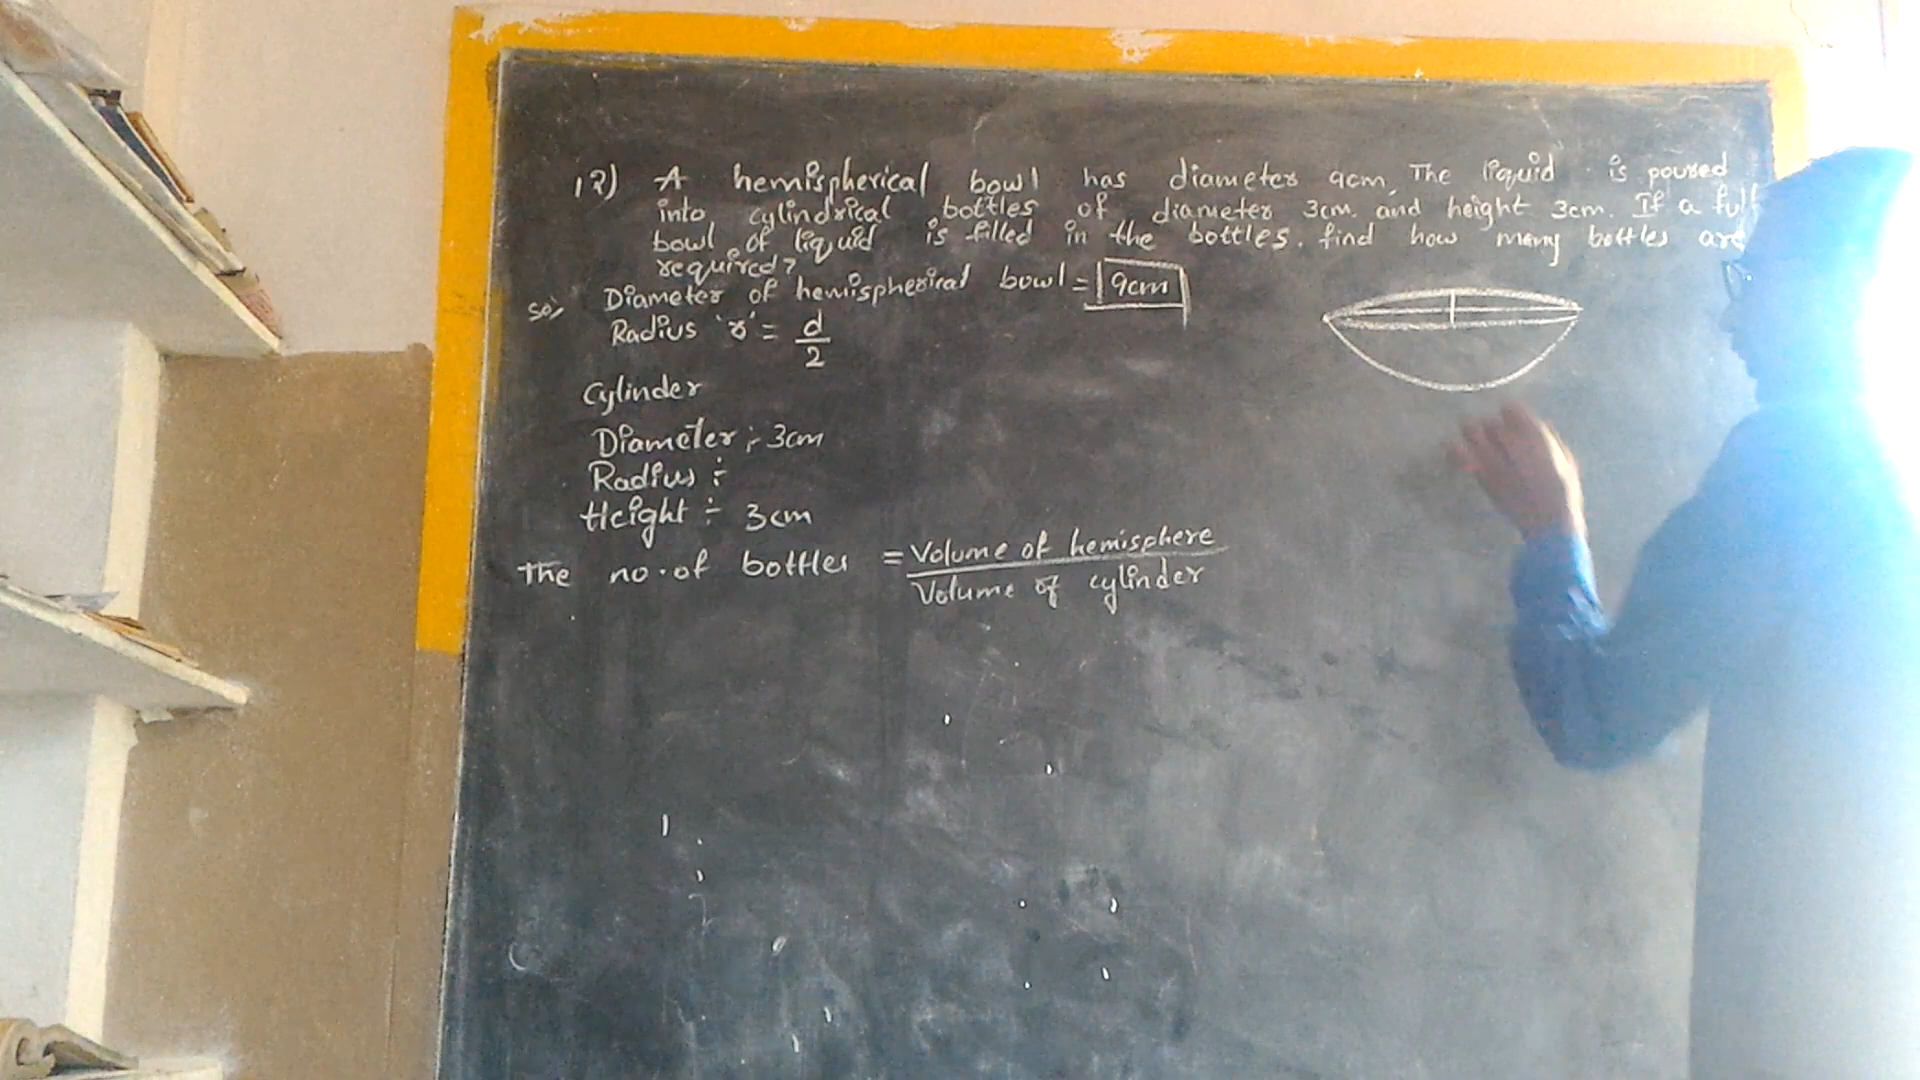 12) A hemispherical bowl has diameter 9cm. The liquid is poured
into cylindrical bottles of diameter 3cm. and height 3cm. If a full
bowl of liquid is filled in the bottles. find how many bottles are
required?
Sol Diameter of hemispherical bowl = 9cm
Radius 'r' = d/2
Cylinder
Diameter :- 3cm
Radius :-
Height :- 3cm
The no. of bottles = Volume of hemisphere
Volume of cylinder